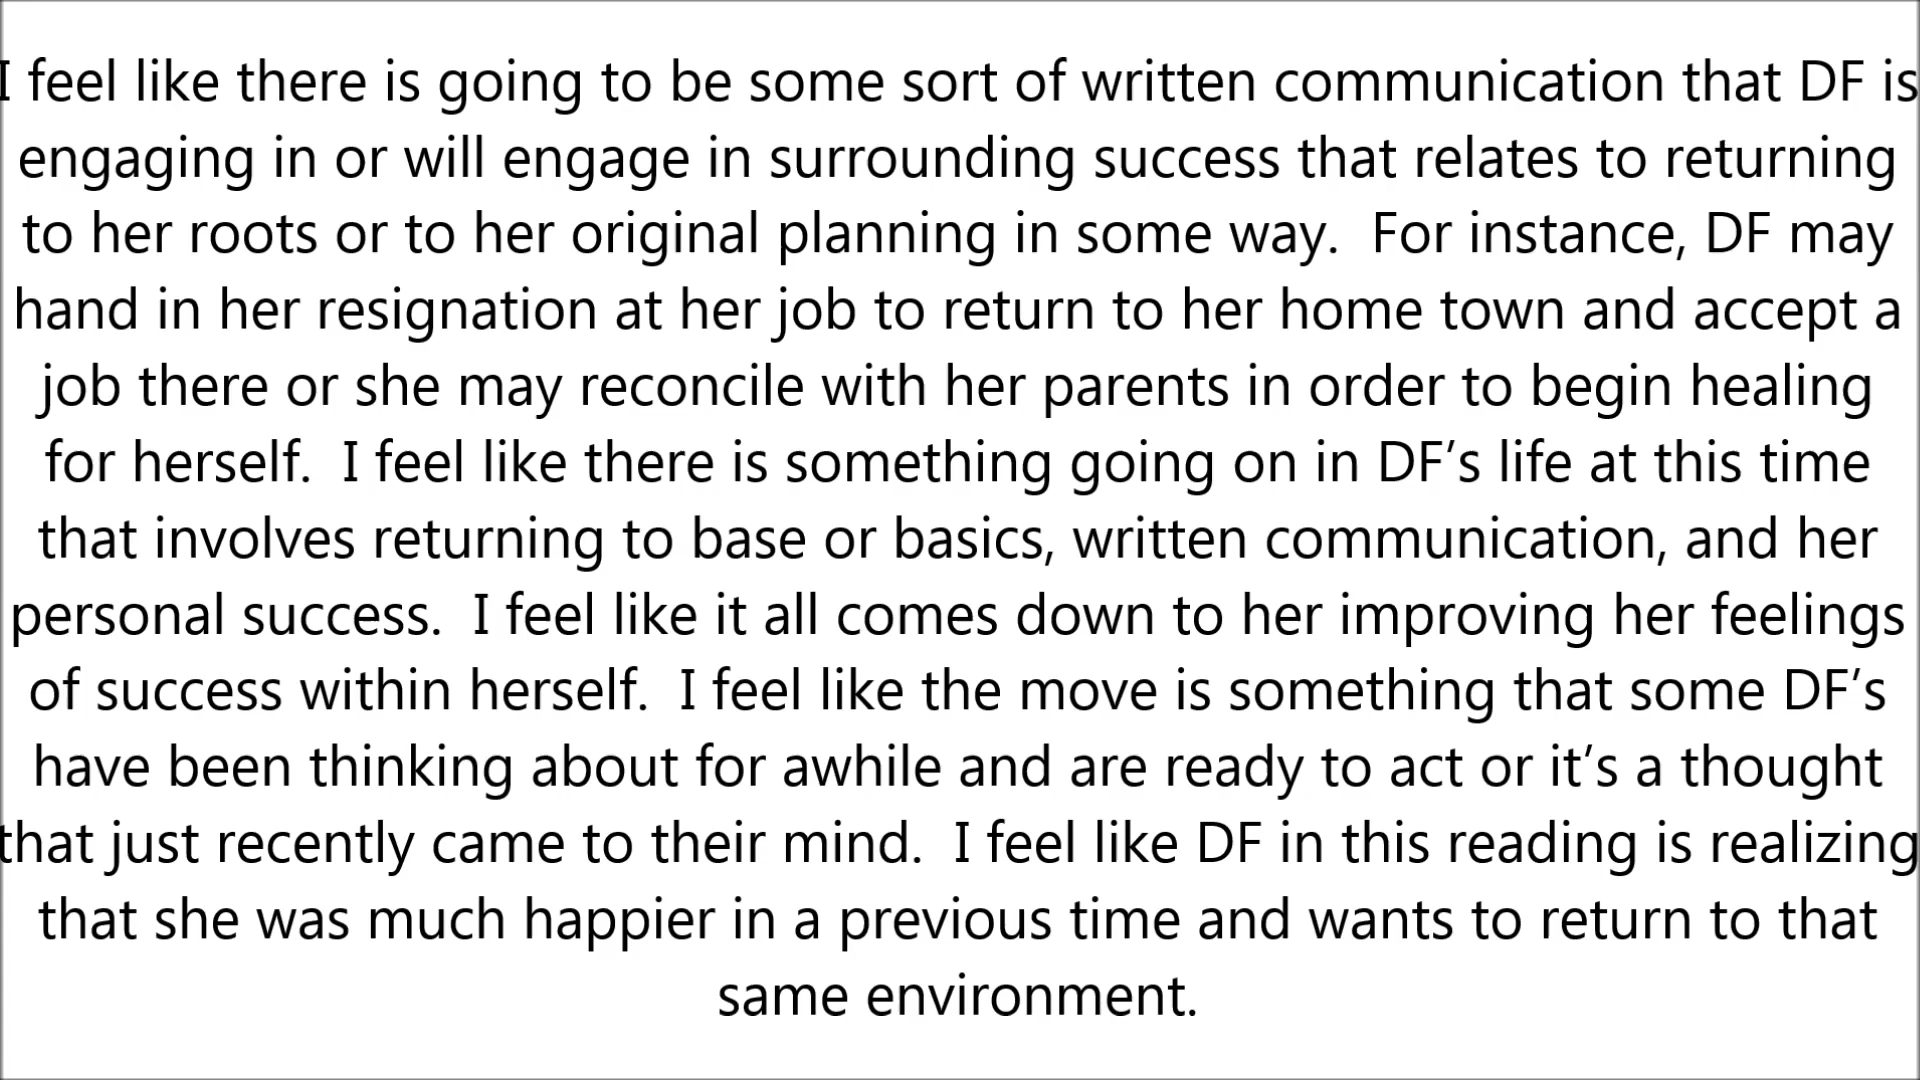 I feel like there is going to be some sort of written communication that DF is
engaging in or will engage in surrounding success that relates to returning
to her roots or to her original planning in some way.  For instance, DF may
hand in her resignation at her job to return to her home town and accept a
job there or she may reconcile with her parents in order to begin healing
for herself.  I feel like there is something going on in DF’s life at this time
that involves returning to base or basics, written communication, and her
personal success.  I feel like it all comes down to her improving her feelings
of success within herself.  I feel like the move is something that some DF’s
have been thinking about for awhile and are ready to act or it’s a thought
that just recently came to their mind.  I feel like DF in this reading is realizing
that she was much happier in a previous time and wants to return to that
same environment.